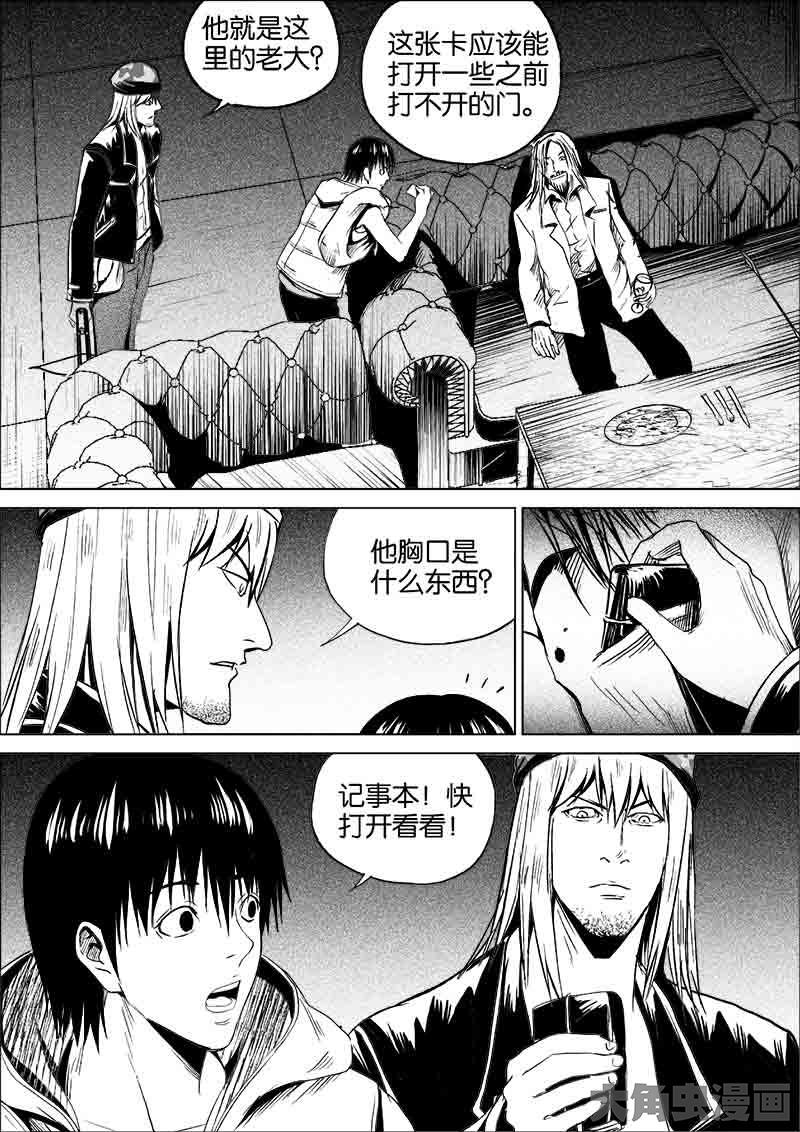 他就是这
里的老大？
这张卡应该能
打开一些之前
打不开的门。
他胸口是
什么东西？
记事本！快
打开看看！
大角虫漫画